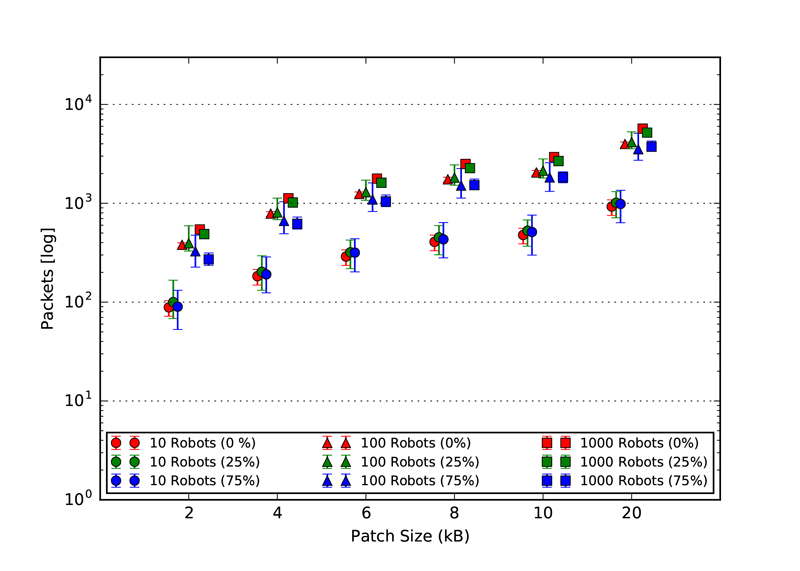 10^4
10^3
10^2
10^1
10^0
Packets [log]
10 Robots (0 %)
100 Robots (0%)
1000 Robots (0%)
10 Robots (25%)
100 Robots (25%)
1000 Robots (25%)
10 Robots (75%)
100 Robots (75%)
1000 Robots (75%)
2 4 6 8 10 20
Patch Size (kB)